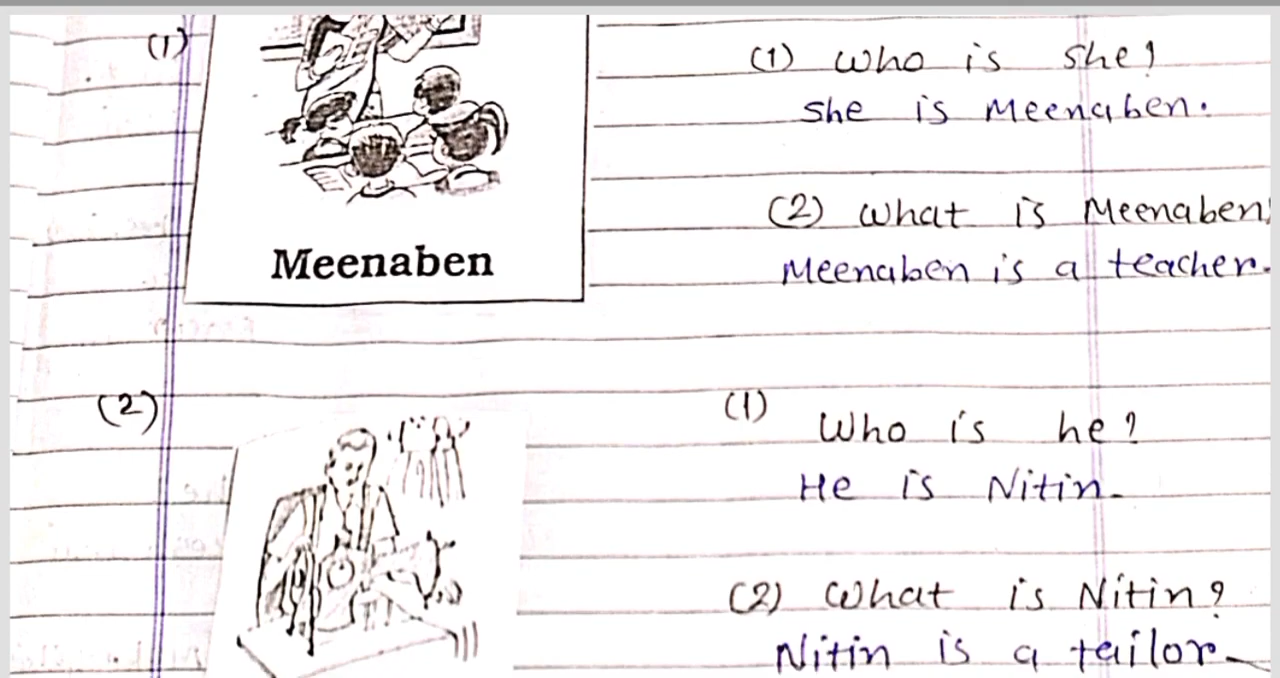 (1)
(1) Who is she?
She is Meenaben.
(2) What is Meenaben?
Meenaben is a teacher.
Meenaben
(2)
(1) Who is he?
He is Nitin.
(2) What is Nitin?
Nitin is a tailor.